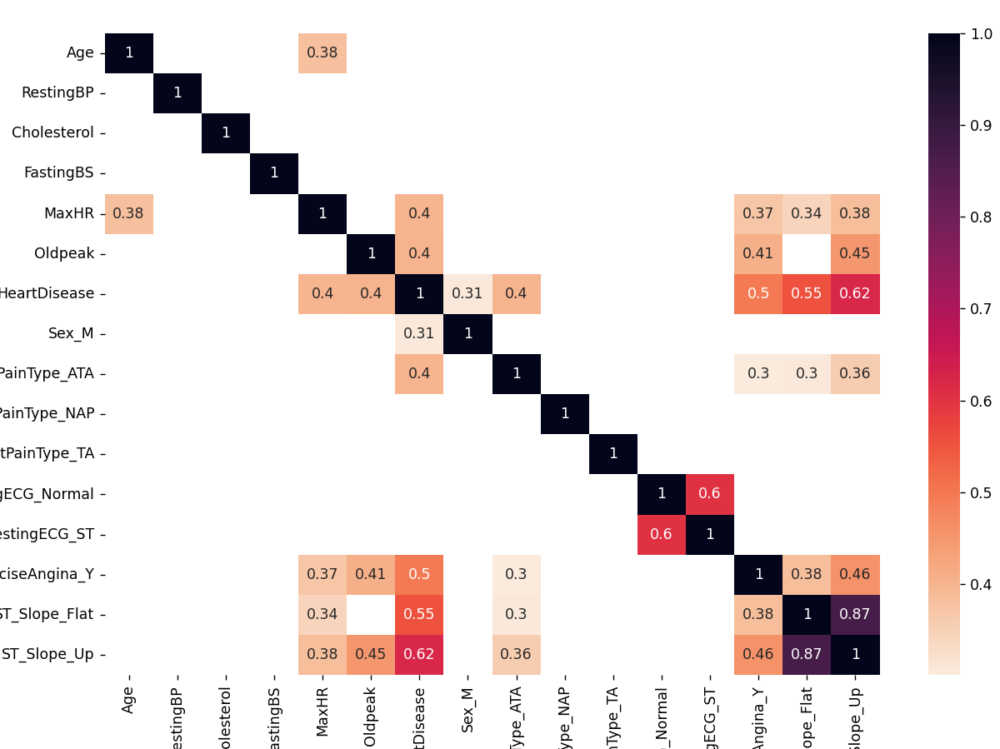 Age 1 0.38
RestingBP 1
Cholesterol 1
FastingBS 1
MaxHR 0.38 1 0.4 0.37 0.34 0.38
Oldpeak 1 0.4 0.41 0.45
HeartDisease 0.4 0.4 1 0.31 0.4 0.5 0.55 0.62
Sex_M 0.31 1
PainType_ATA 0.4 1 0.3 0.3 0.36
PainType_NAP 1
tPainType_TA 1
gECG_Normal 1 0.6
estingECG_ST 0.6 1
ciseAngina_Y 0.37 0.41 0.5 0.3 1 0.38 0.46
ST_Slope_Flat 0.34 0.55 0.3 0.38 1 0.87
ST_Slope_Up 0.38 0.45 0.62 0.36 0.46 0.87 1
Age
estingBP
olesterol
astingBS
MaxHR
Oldpeak
tDisease
Sex_M
Type_ATA
ype_NAP
nType_TA
_Normal
gECG_ST
Angina_Y
ope_Flat
Slope_Up
1.0
0.9
0.8
0.7
0.6
0.5
0.4